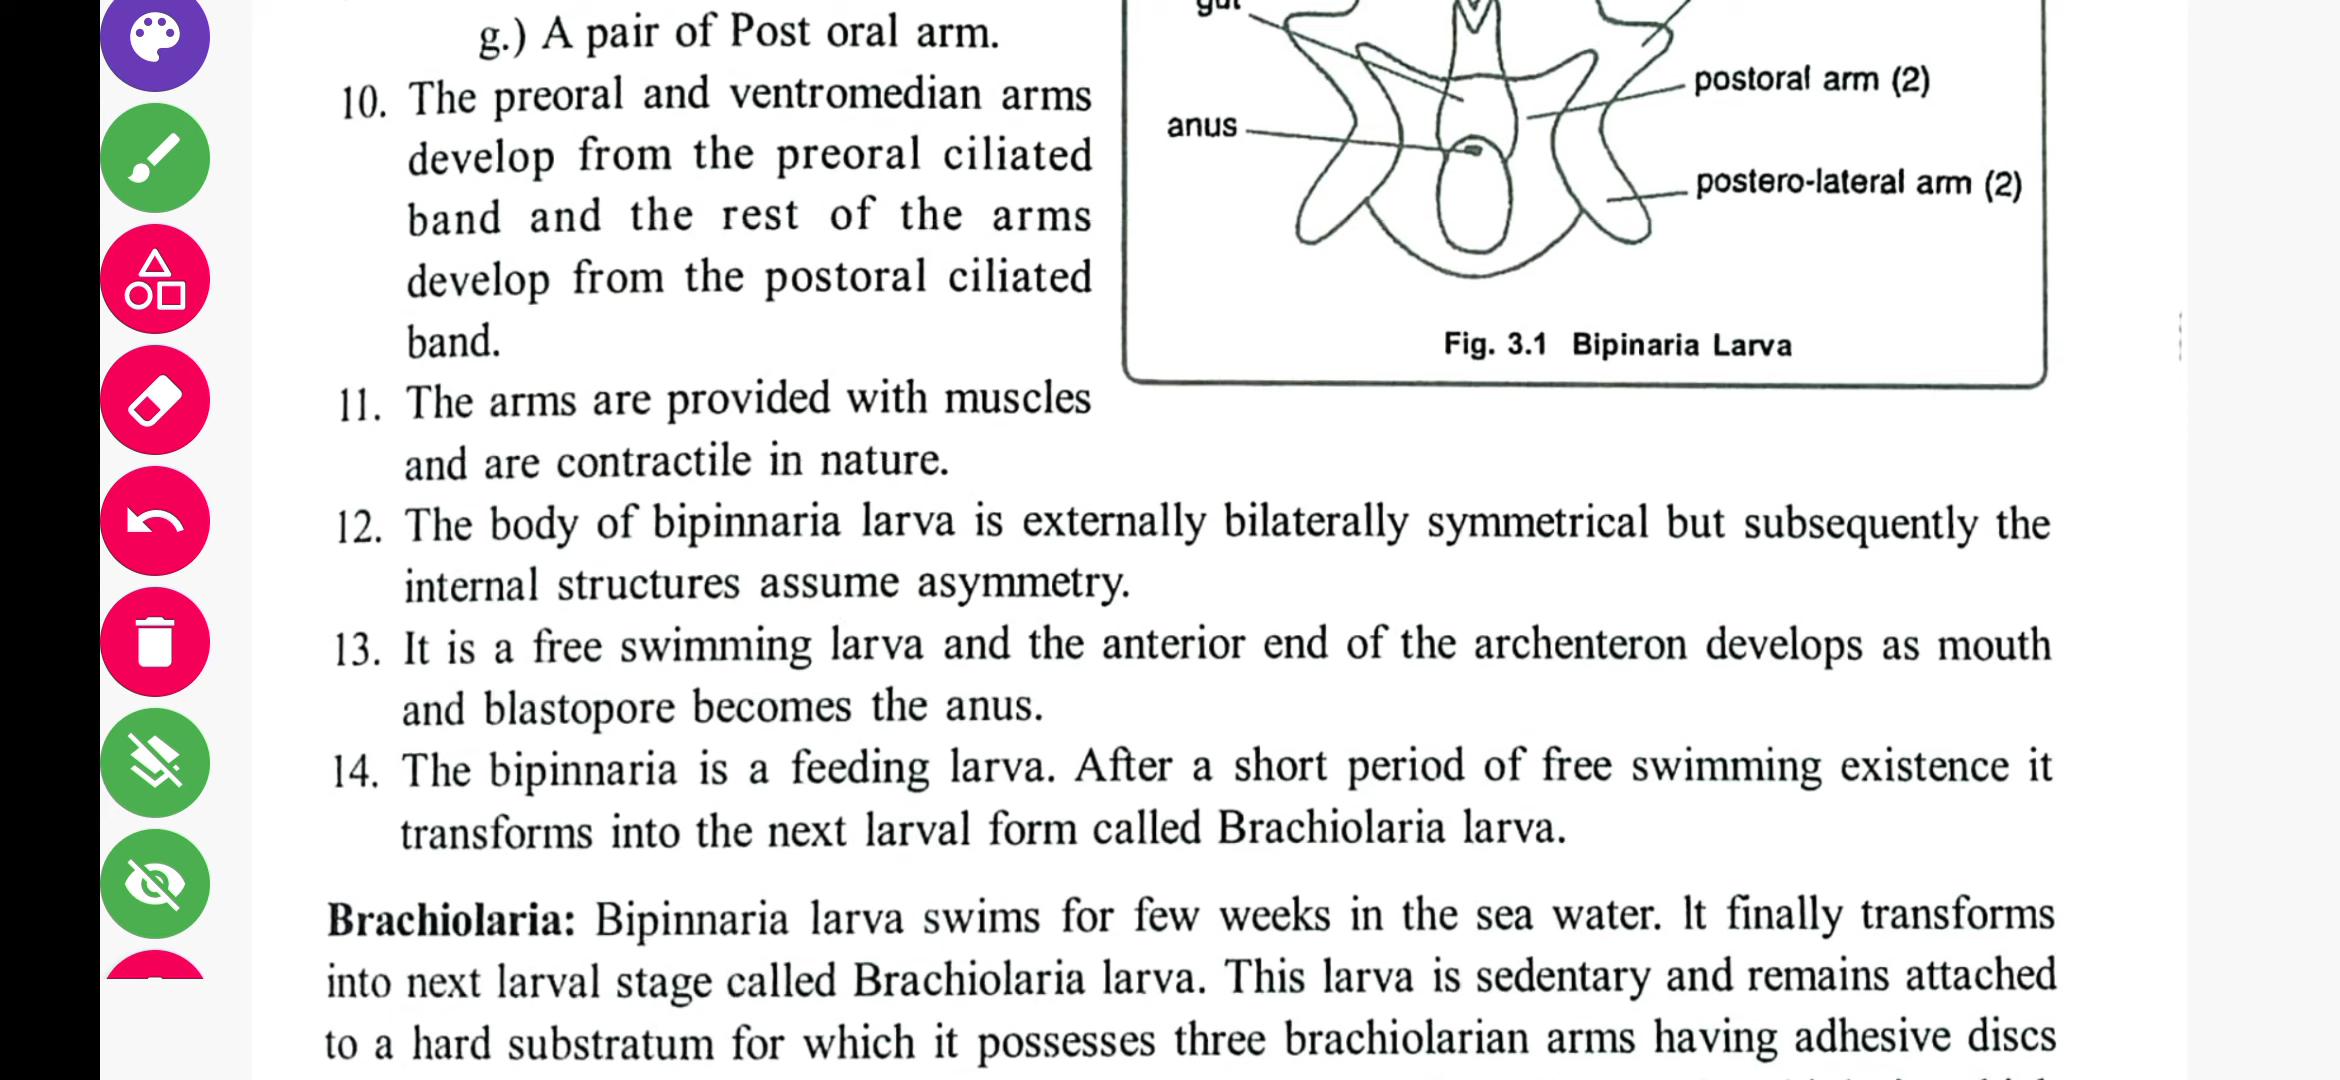 g.) A pair of Post oral arm.
10. The preoral and ventromedian arms
develop from the preoral ciliated
band and the rest of the arms
develop from the postoral ciliated
band.
11. The arms are provided with muscles
and are contractile in nature.
gut
postoral arm (2)
anus
postero-lateral arm (2)
Fig. 3.1 Bipinaria Larva
12. The body of bipinnaria larva is externally bilaterally symmetrical but subsequently the
internal structures assume asymmetry.
13. It is a free swimming larva and the anterior end of the archenteron develops as mouth
and blastopore becomes the anus.
14. The bipinnaria is a feeding larva. After a short period of free swimming existence it
transforms into the next larval form called Brachiolaria larva.
Brachiolaria: Bipinnaria larva swims for few weeks in the sea water. It finally transforms
into next larval stage called Brachiolaria larva. This larva is sedentary and remains attached
to a hard substratum for which it possesses three brachiolarian arms having adhesive discs